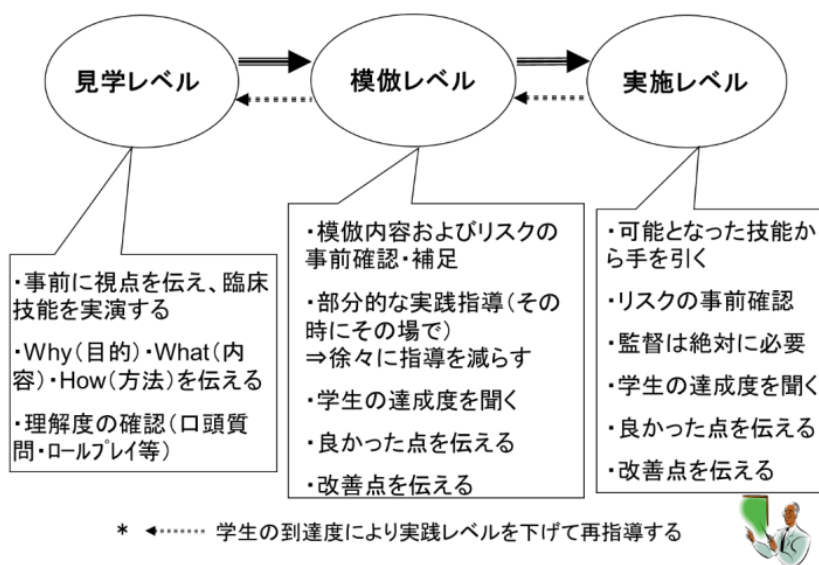 見学レベル
模倣レベル
実施レベル
・事前に視点を伝え、臨床
技能を実演する
・Why(目的)・What(内
容)・How(方法)を伝える
・理解度の確認(口頭質
問・ロールプレイ等)
・模倣内容およびリスクの
事前確認・補足
・部分的な実践指導(その
時にその場で)
⇒徐々に指導を減らす
・学生の達成度を聞く
・良かった点を伝える
・改善点を伝える
・可能となった技能か
ら手を引く
・リスクの事前確認
・監督は絶対に必要
・学生の達成度を聞く
・良かった点を伝える
・改善点を伝える
* 学生の到達度により実践レベルを下げて再指導する